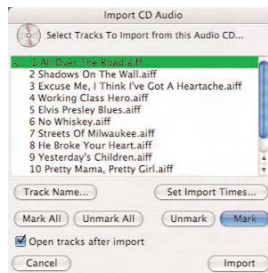 Import CD Audio
Select Tracks To Import from this Audio CD...
1 All Over The Road.aiff
2 Shadows On The Wall.aiff
3 Excuse Me, I Think I've Got A Heartache.aiff
4 Working Class Hero.aiff
5 Elvis Presley Blues.aiff
6 No Whiskey.aiff
7 Streets Of Milwaukee.aiff
8 He Broke Your Heart.aiff
9 Yesterday's Children.aiff
10 Pretty Mama, Pretty Girl.aiff
Track Name... Set Import Times...
Mark All Unmark All Unmark Mark
Open tracks after import
Cancel Import